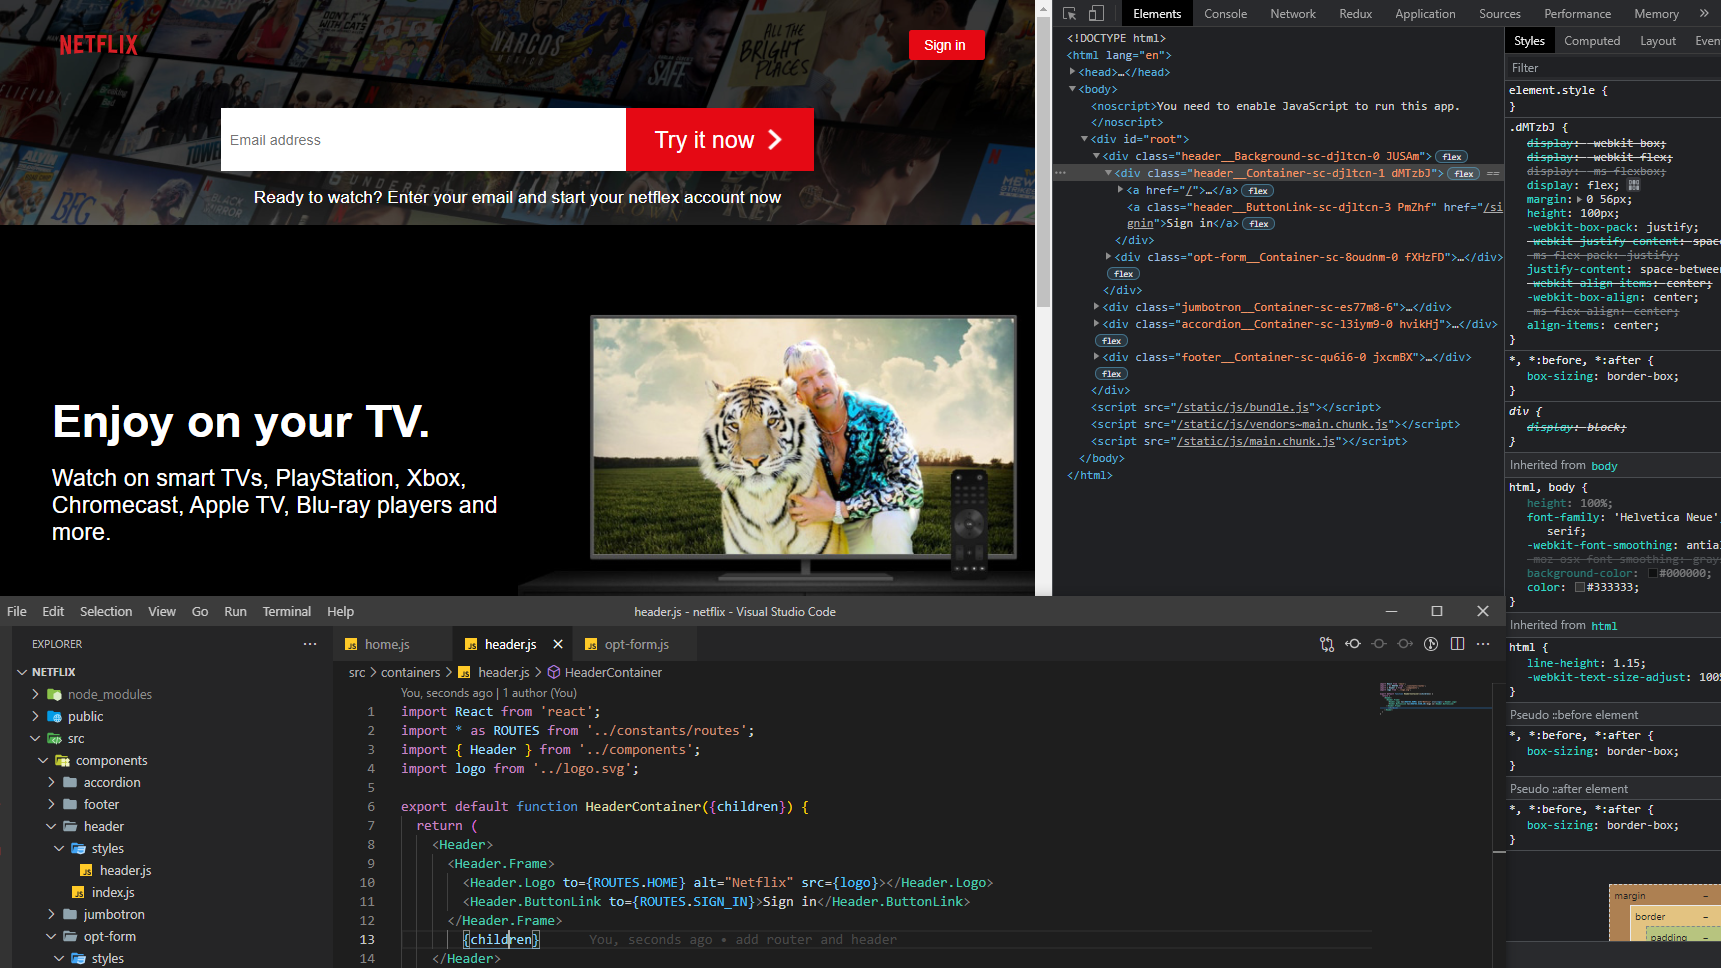 NETFLIX
Sign in
NARCOS
SAFE
ALL THE
BRIGHT
PLACES
Email address
Try it now
Ready to watch? Enter your email and start your netflex account now
Enjoy on your TV.
Watch on smart TVs, PlayStation, Xbox,
Chromecast, Apple TV, Blu-ray players and
more.
Elements Console Network Redux Application Sources Performance Memory »
<!DOCTYPE html>
<html lang="en">
<head>…</head>
<body>
<noscript>You need to enable JavaScript to run this app.
</noscript>
<div id="root">
<div class="header__Background-sc-djltcn-0 JUSAm"> flex
<div class="header__Container-sc-djltcn-1 dMTzbJ"> flex ==
<a href="/">…</a> flex
<a class="header__ButtonLink-sc-djltcn-3 PmZhf" href="/si
gnin">Sign in</a> flex
</div>
<div class="opt-form__Container-sc-8oudnm-0 fXHzFD">…</div>
flex
</div>
<div class="jumbotron__Container-sc-es77m8-6">…</div>
<div class="accordion__Container-sc-l3iym9-0 hvikHj">…</div>
flex
<div class="footer__Container-sc-qu6i6-0 jxcmBX">…</div>
flex
</div>
<script src="/static/js/bundle.js"></script>
<script src="/static/js/vendors~main.chunk.js"></script>
<script src="/static/js/main.chunk.js"></script>
</body>
</html>
Styles Computed Layout Even
Filter
element.style {
}
.dMTzbJ {
display: -webkit-box;
display: -webkit-flex;
display: -ms-flexbox;
display: flex;
margin: 0 56px;
height: 100px;
-webkit-box-pack: justify;
-webkit-justify-content: space
-ms-flex-pack: justify;
justify-content: space-between
-webkit-align-items: center;
-webkit-box-align: center;
-ms-flex-align: center;
align-items: center;
}
*, *:before, *:after {
box-sizing: border-box;
}
div {
display: block;
}
Inherited from body
html, body {
height: 100%;
font-family: 'Helvetica Neue',
serif;
-webkit-font-smoothing: antial
-moz-osx-font-smoothing: gray
background-color: #000000;
color: #333333;
}
Inherited from html
html {
line-height: 1.15;
-webkit-text-size-adjust: 100%
}
Pseudo ::before element
*, *:before, *:after {
box-sizing: border-box;
}
Pseudo ::after element
*, *:before, *:after {
box-sizing: border-box;
}
margin –
border –
padding –
File Edit Selection View Go Run Terminal Help
header.js - netflix - Visual Studio Code
EXPLORER
NETFLIX
node_modules
public
src
components
accordion
footer
header
styles
header.js
index.js
jumbotron
opt-form
styles
home.js header.js opt-form.js
src > containers > header.js > HeaderContainer
You, seconds ago | 1 author (You)
1 import React from 'react';
2 import * as ROUTES from '../constants/routes';
3 import { Header } from '../components';
4 import logo from '../logo.svg';
5
6 export default function HeaderContainer({children}) {
7 return (
8 <Header>
9 <Header.Frame>
10 <Header.Logo to={ROUTES.HOME} alt="Netflix" src={logo}></Header.Logo>
11 <Header.ButtonLink to={ROUTES.SIGN_IN}>Sign in</Header.ButtonLink>
12 </Header.Frame>
13 {children} You, seconds ago • add router and header
14 </Header>